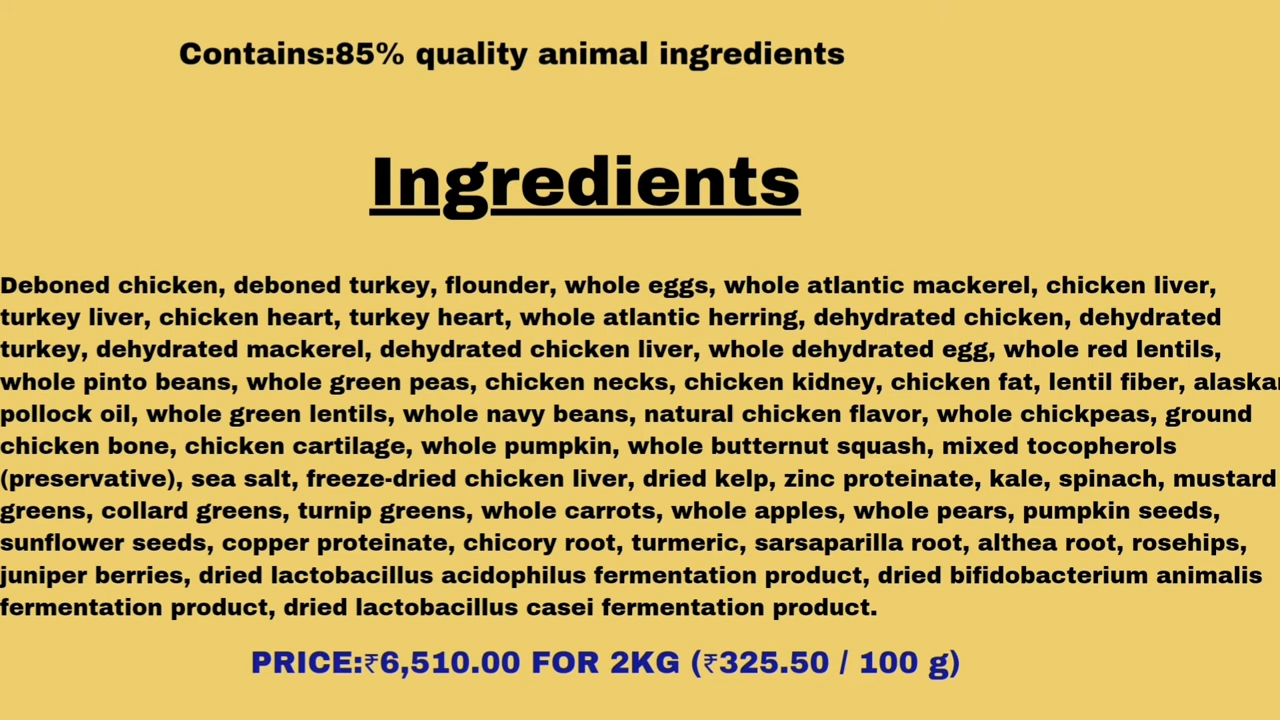 Contains:85% quality animal ingredients
Ingredients
Deboned chicken, deboned turkey, flounder, whole eggs, whole atlantic mackerel, chicken liver,
turkey liver, chicken heart, turkey heart, whole atlantic herring, dehydrated chicken, dehydrated
turkey, dehydrated mackerel, dehydrated chicken liver, whole dehydrated egg, whole red lentils,
whole pinto beans, whole green peas, chicken necks, chicken kidney, chicken fat, lentil fiber, alaskan
pollock oil, whole green lentils, whole navy beans, natural chicken flavor, whole chickpeas, ground
chicken bone, chicken cartilage, whole pumpkin, whole butternut squash, mixed tocopherols
(preservative), sea salt, freeze-dried chicken liver, dried kelp, zinc proteinate, kale, spinach, mustard
greens, collard greens, turnip greens, whole carrots, whole apples, whole pears, pumpkin seeds,
sunflower seeds, copper proteinate, chicory root, turmeric, sarsaparilla root, althea root, rosehips,
juniper berries, dried lactobacillus acidophilus fermentation product, dried bifidobacterium animalis
fermentation product, dried lactobacillus casei fermentation product.
PRICE:₹6,510.00 FOR 2KG (₹325.50 / 100 g)